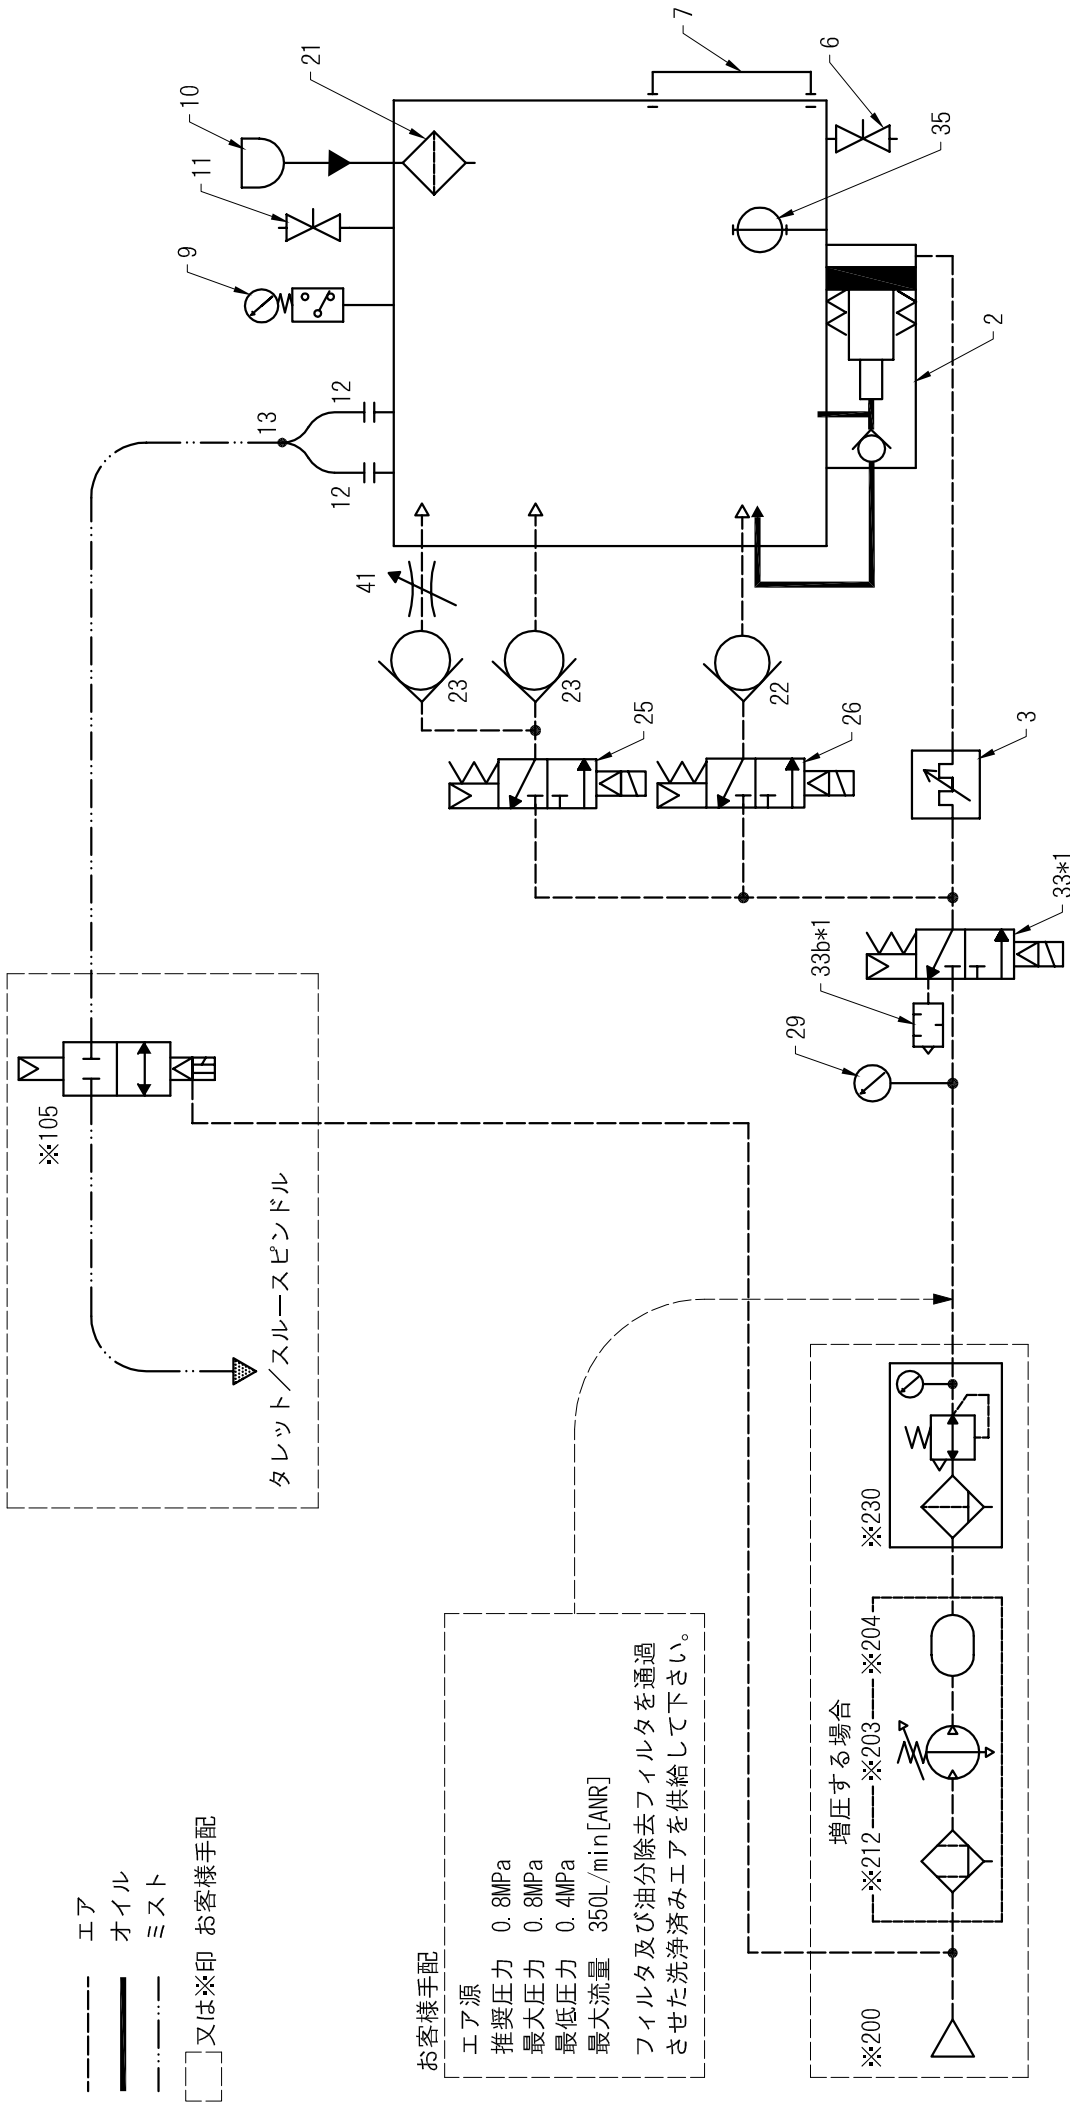 エア
オイル
ミスト
又は※印 お客様手配
お客様手配
エア源
推奨圧力 0.8MPa
最大圧力 0.8MPa
最低圧力 0.4MPa
最大流量 350L/min[ANR]
フィルタ及び油分除去フィルタを通過
させた洗浄済みエアを供給して下さい。
※200
増圧する場合
※212
※203
※204
※230
タレット/スルースピンドル
※105
29
33b*1
33*1
3
25
26
23
23
22
41
12
12
13
9
11
10
21
7
6
35
2